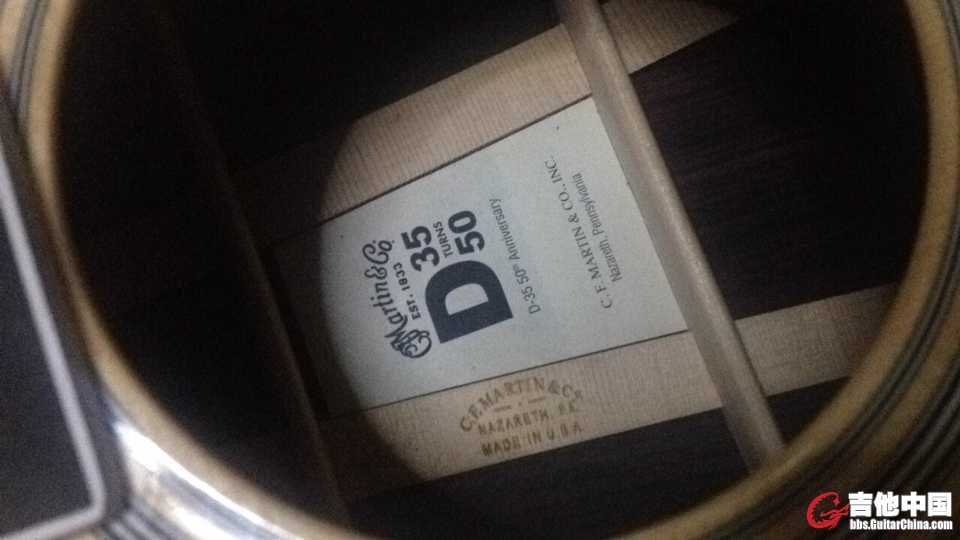 CFMartin&Co.
EST. 1833
D 35
TURNS
50
D-35 50th Anniversary
C. F. MARTIN & CO., INC.
Nazareth, Pennsylvania
C.F. MARTIN & Co
NAZARETH, PA.
MADE IN U.S.A.
吉他中国
bbs.GuitarChina.com